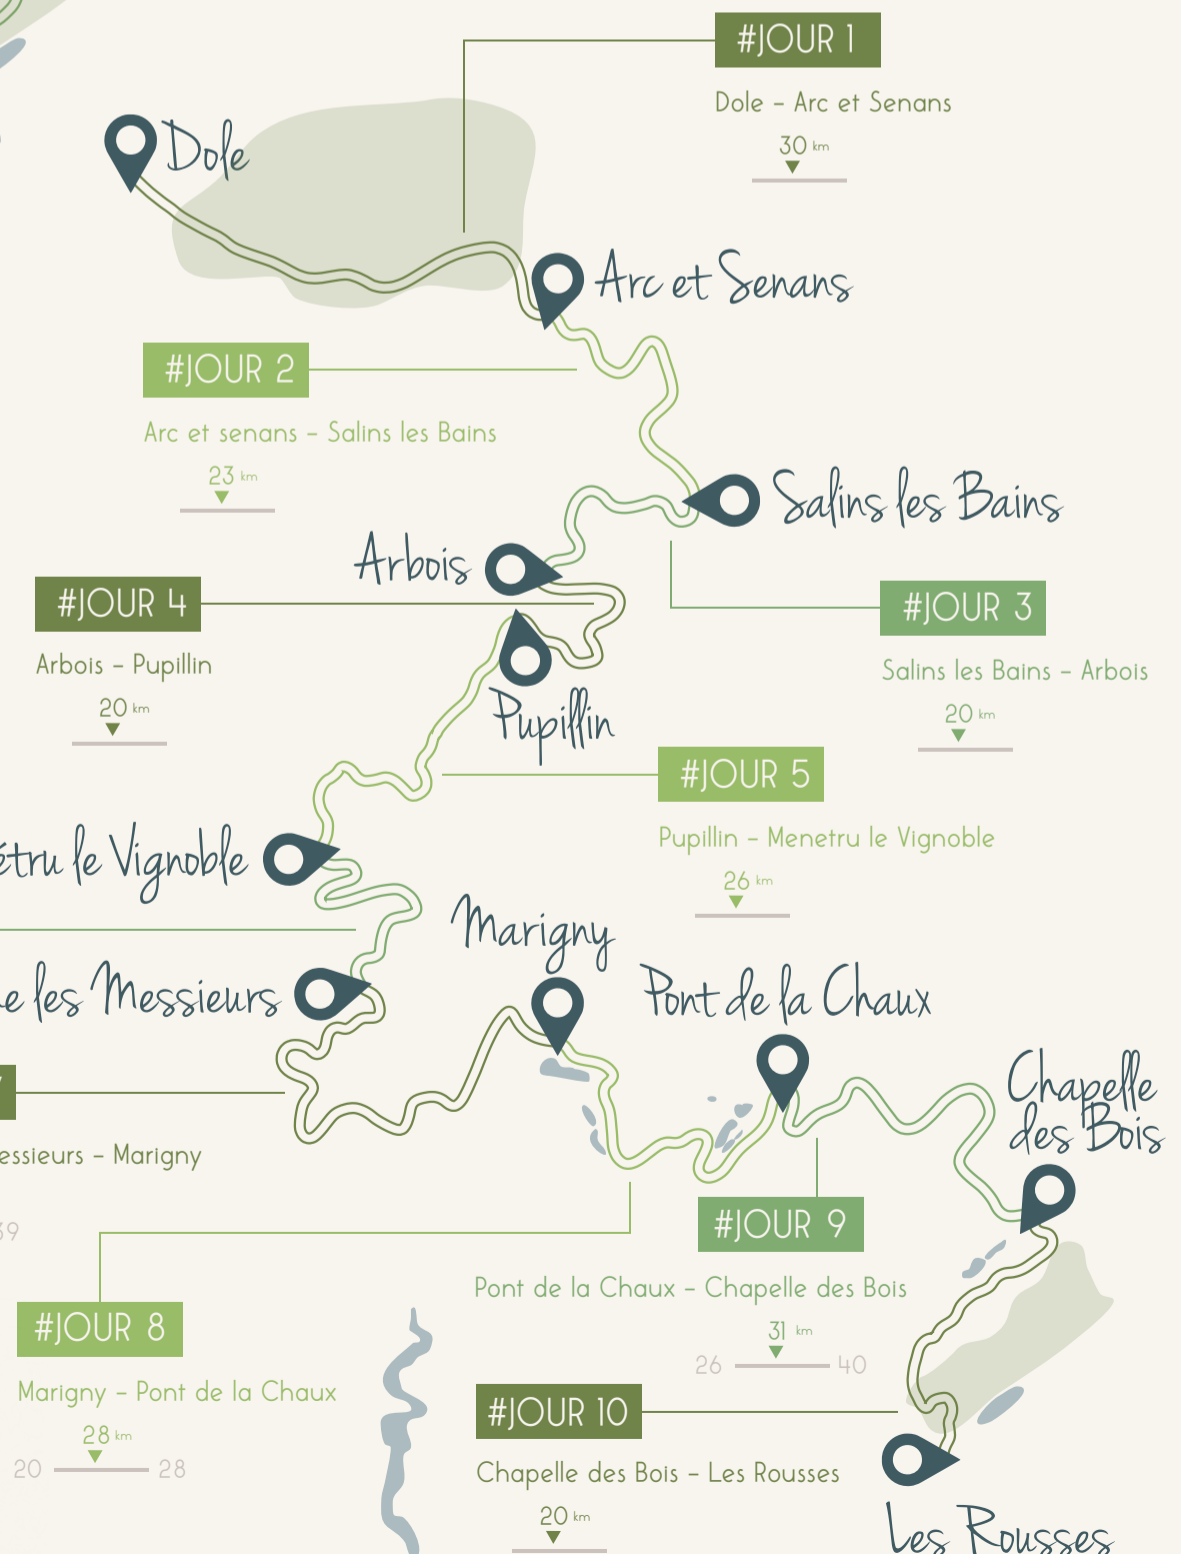 #JOUR 1
Dole - Arc et Senans
30 km
Dole
Arc et Senans
#JOUR 2
Arc et senans - Salins les Bains
23 km
Salins les Bains
Arbois
#JOUR 4
Arbois - Pupillin
20 km
#JOUR 3
Salins les Bains - Arbois
20 km
Pupillin
#JOUR 5
Pupillin - Menetru le Vignoble
26 km
étru le Vignoble
Marigny
e les Messieurs
Pont de la Chaux
Chapelle
des Bois
essieurs - Marigny
39
#JOUR 9
Pont de la Chaux - Chapelle des Bois
31 km
26 40
#JOUR 8
Marigny - Pont de la Chaux
28 km
20 28
#JOUR 10
Chapelle des Bois - Les Rousses
20 km
Les Rousses